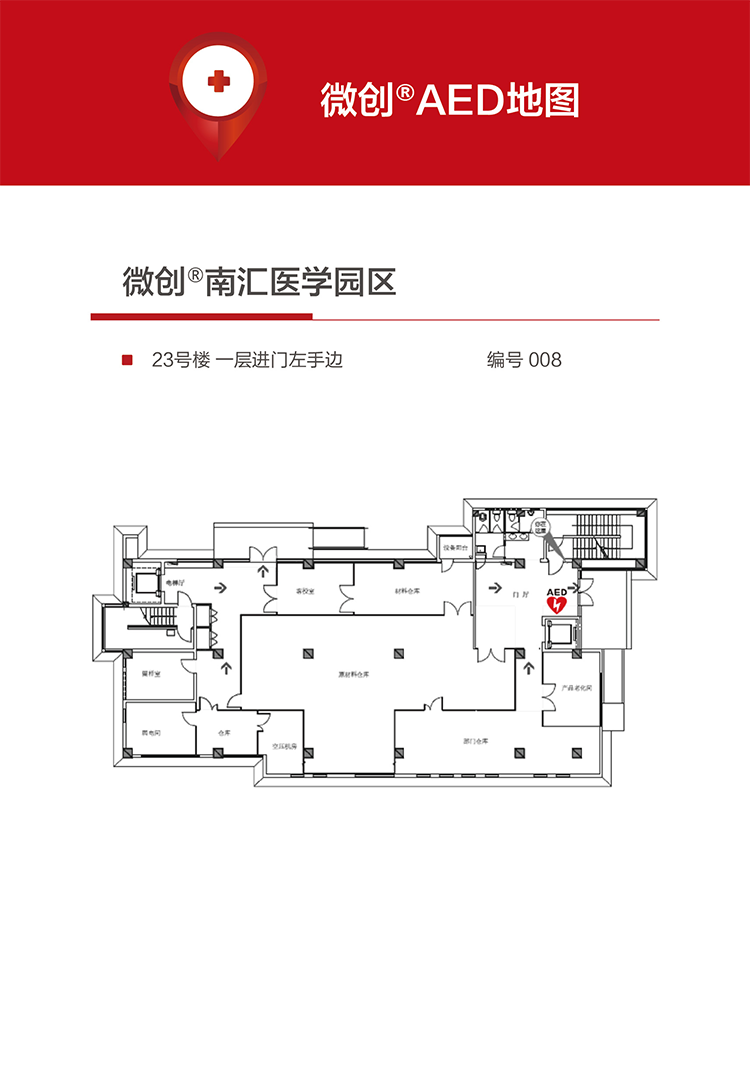 微创®AED地图
微创®南汇医学园区
23号楼 一层进门左手边 编号 008
设备阳台
电梯厅
客梭室
材料仓库
门厅
AED
留样室
原材料仓库
产品老化间
弱电间
仓库
空压机房
部门仓库